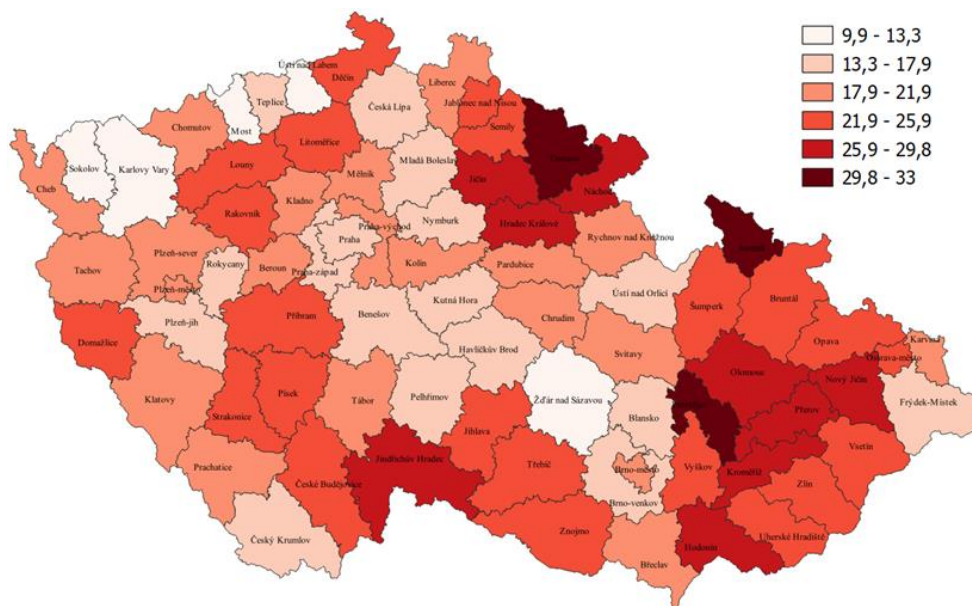 9,9 - 13,3
13,3 - 17,9
17,9 - 21,9
21,9 - 25,9
25,9 - 29,8
29,8 - 33
Ústí nad Labem
Děčín
Liberec
Teplice
Česká Lípa
Jablonec nad Nisou
Chomutov
Most
Semily
Litoměřice
Mladá Boleslav
Sokolov
Karlovy Vary
Louny
Mělník
Jičín
Náchod
Cheb
Rakovník
Kladno
Nymburk
Hradec Králové
Praha-východ
Praha
Rychnov nad Kněžnou
Plzeň-sever
Rokycany
Beroun
Praha-západ
Kolín
Pardubice
Tachov
Plzeň-město
Kutná Hora
Ústí nad Orlicí
Šumperk
Bruntál
Příbram
Benešov
Chrudim
Plzeň-jih
Opava
Karviná
Domažlice
Havlíčkův Brod
Svitavy
Ostrava-město
Olomouc
Nový Jičín
Klatovy
Písek
Tábor
Pelhřimov
Žďár nad Sázavou
Frýdek-Místek
Strakonice
Blansko
Přerov
Jihlava
Vsetín
Jindřichův Hradec
Prachatice
Třebíč
Brno-město
Vyškov
Kroměříž
České Budějovice
Zlín
Brno-venkov
Český Krumlov
Znojmo
Uherské Hradiště
Hodonín
Břeclav